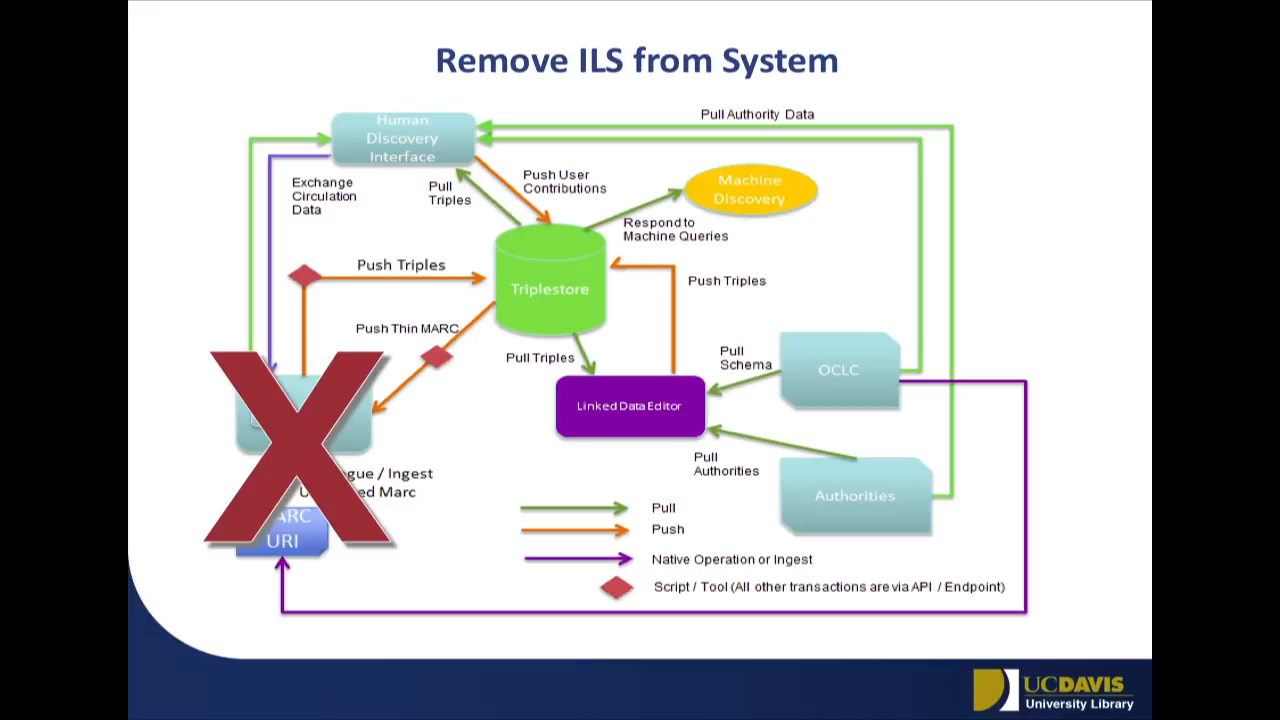 Remove ILS from System
Pull Authority Data
Human
Discovery
Interface
Exchange
Circulation
Data
Pull
Triples
Push User
Contributions
Machine
Discovery
Respond to
Machine Queries
Push Triples
Triplestore
Push Triples
Push Thin MARC
Pull Triples
Pull
Schema
OCLC
Linked Data Editor
Pull
Authorities
Authorities
/ Ingest
Marc
URI
Pull
Push
Native Operation or Ingest
Script / Tool (All other transactions are via API / Endpoint)
UCDAVIS
University Library